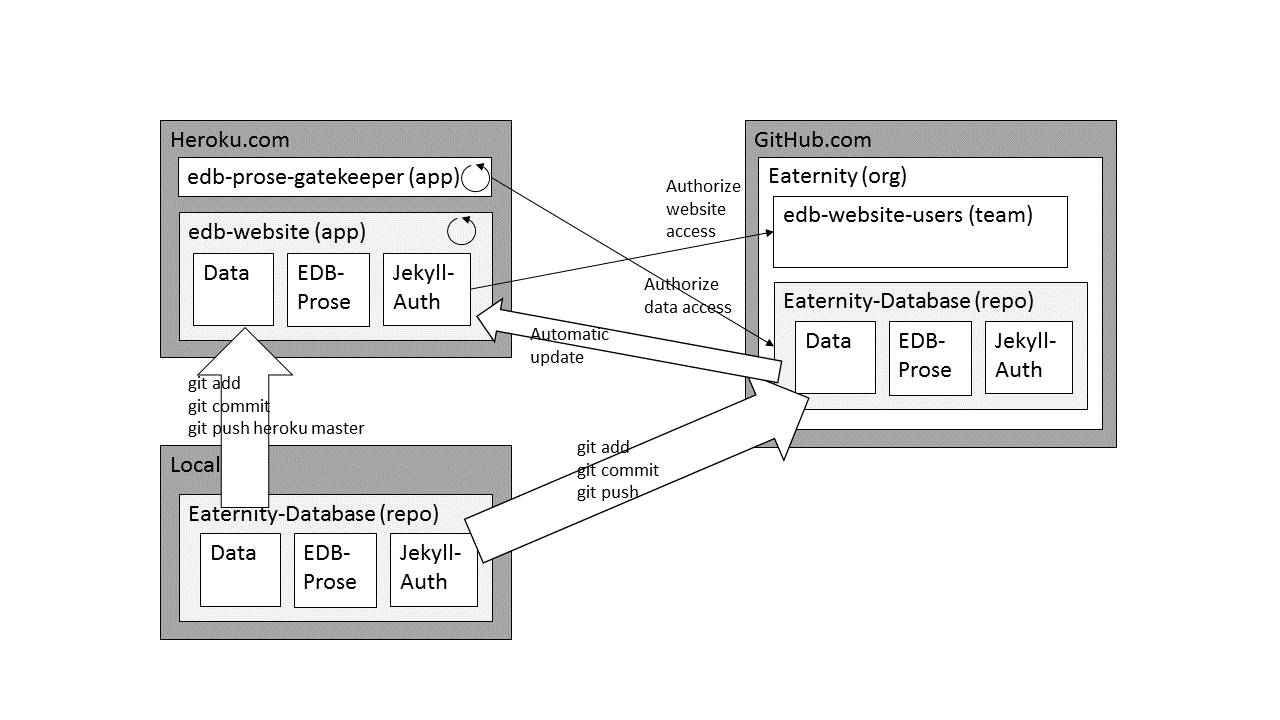 Heroku.com
edb-prose-gatekeeper (app)
edb-website (app)
Data
EDB-
Prose
Jekyll-
Auth
git add
git commit
git push heroku master
Local
Eaternity-Database (repo)
Data
EDB-
Prose
Jekyll-
Auth
Authorize
website
access
Authorize
data access
Automatic
update
git add
git commit
git push
GitHub.com
Eaternity (org)
edb-website-users (team)
Eaternity-Database (repo)
Data
EDB-
Prose
Jekyll-
Auth